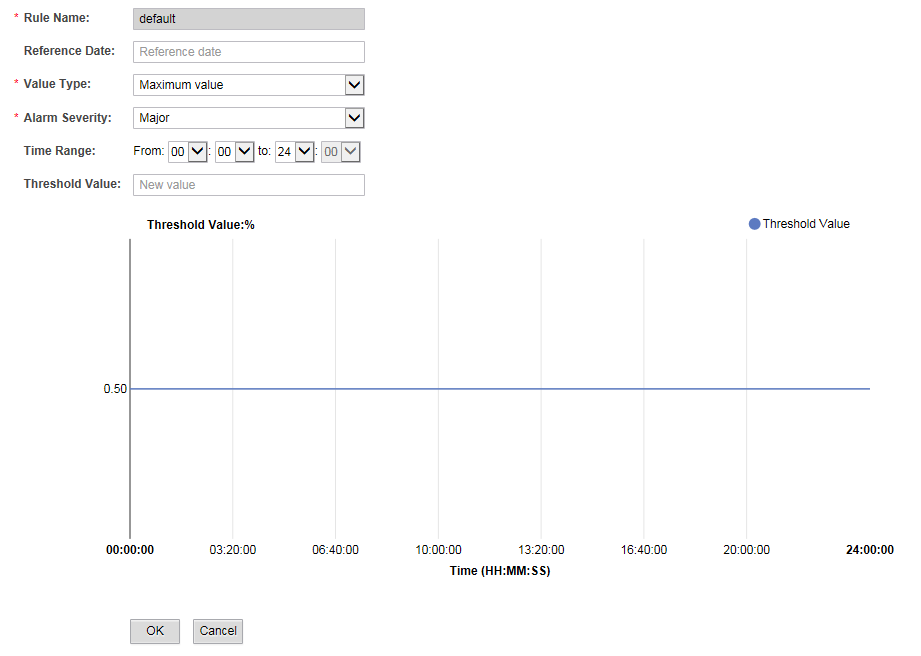 * Rule Name: default
Reference Date: Reference date
* Value Type: Maximum value
* Alarm Severity: Major
Time Range: From: 00 : 00 to: 24 : 00
Threshold Value: New value
Threshold Value:% Threshold Value
0.50
00:00:00 03:20:00 06:40:00 10:00:00 13:20:00 16:40:00 20:00:00 24:00:00
Time (HH:MM:SS)
OK Cancel